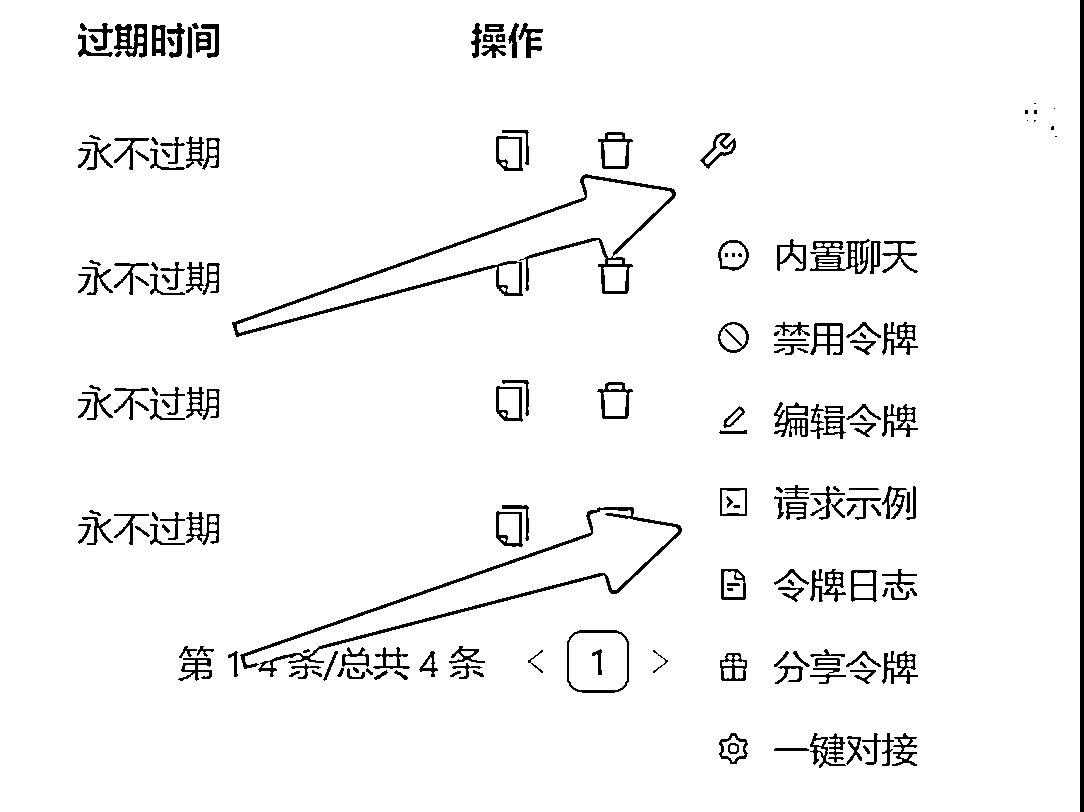 过期时间 操作
永不过期
内置聊天
永不过期
禁用令牌
永不过期
编辑令牌
请求示例
永不过期
令牌日志
第 1-4 条/总共 4 条 < 1 > 分享令牌
一键对接